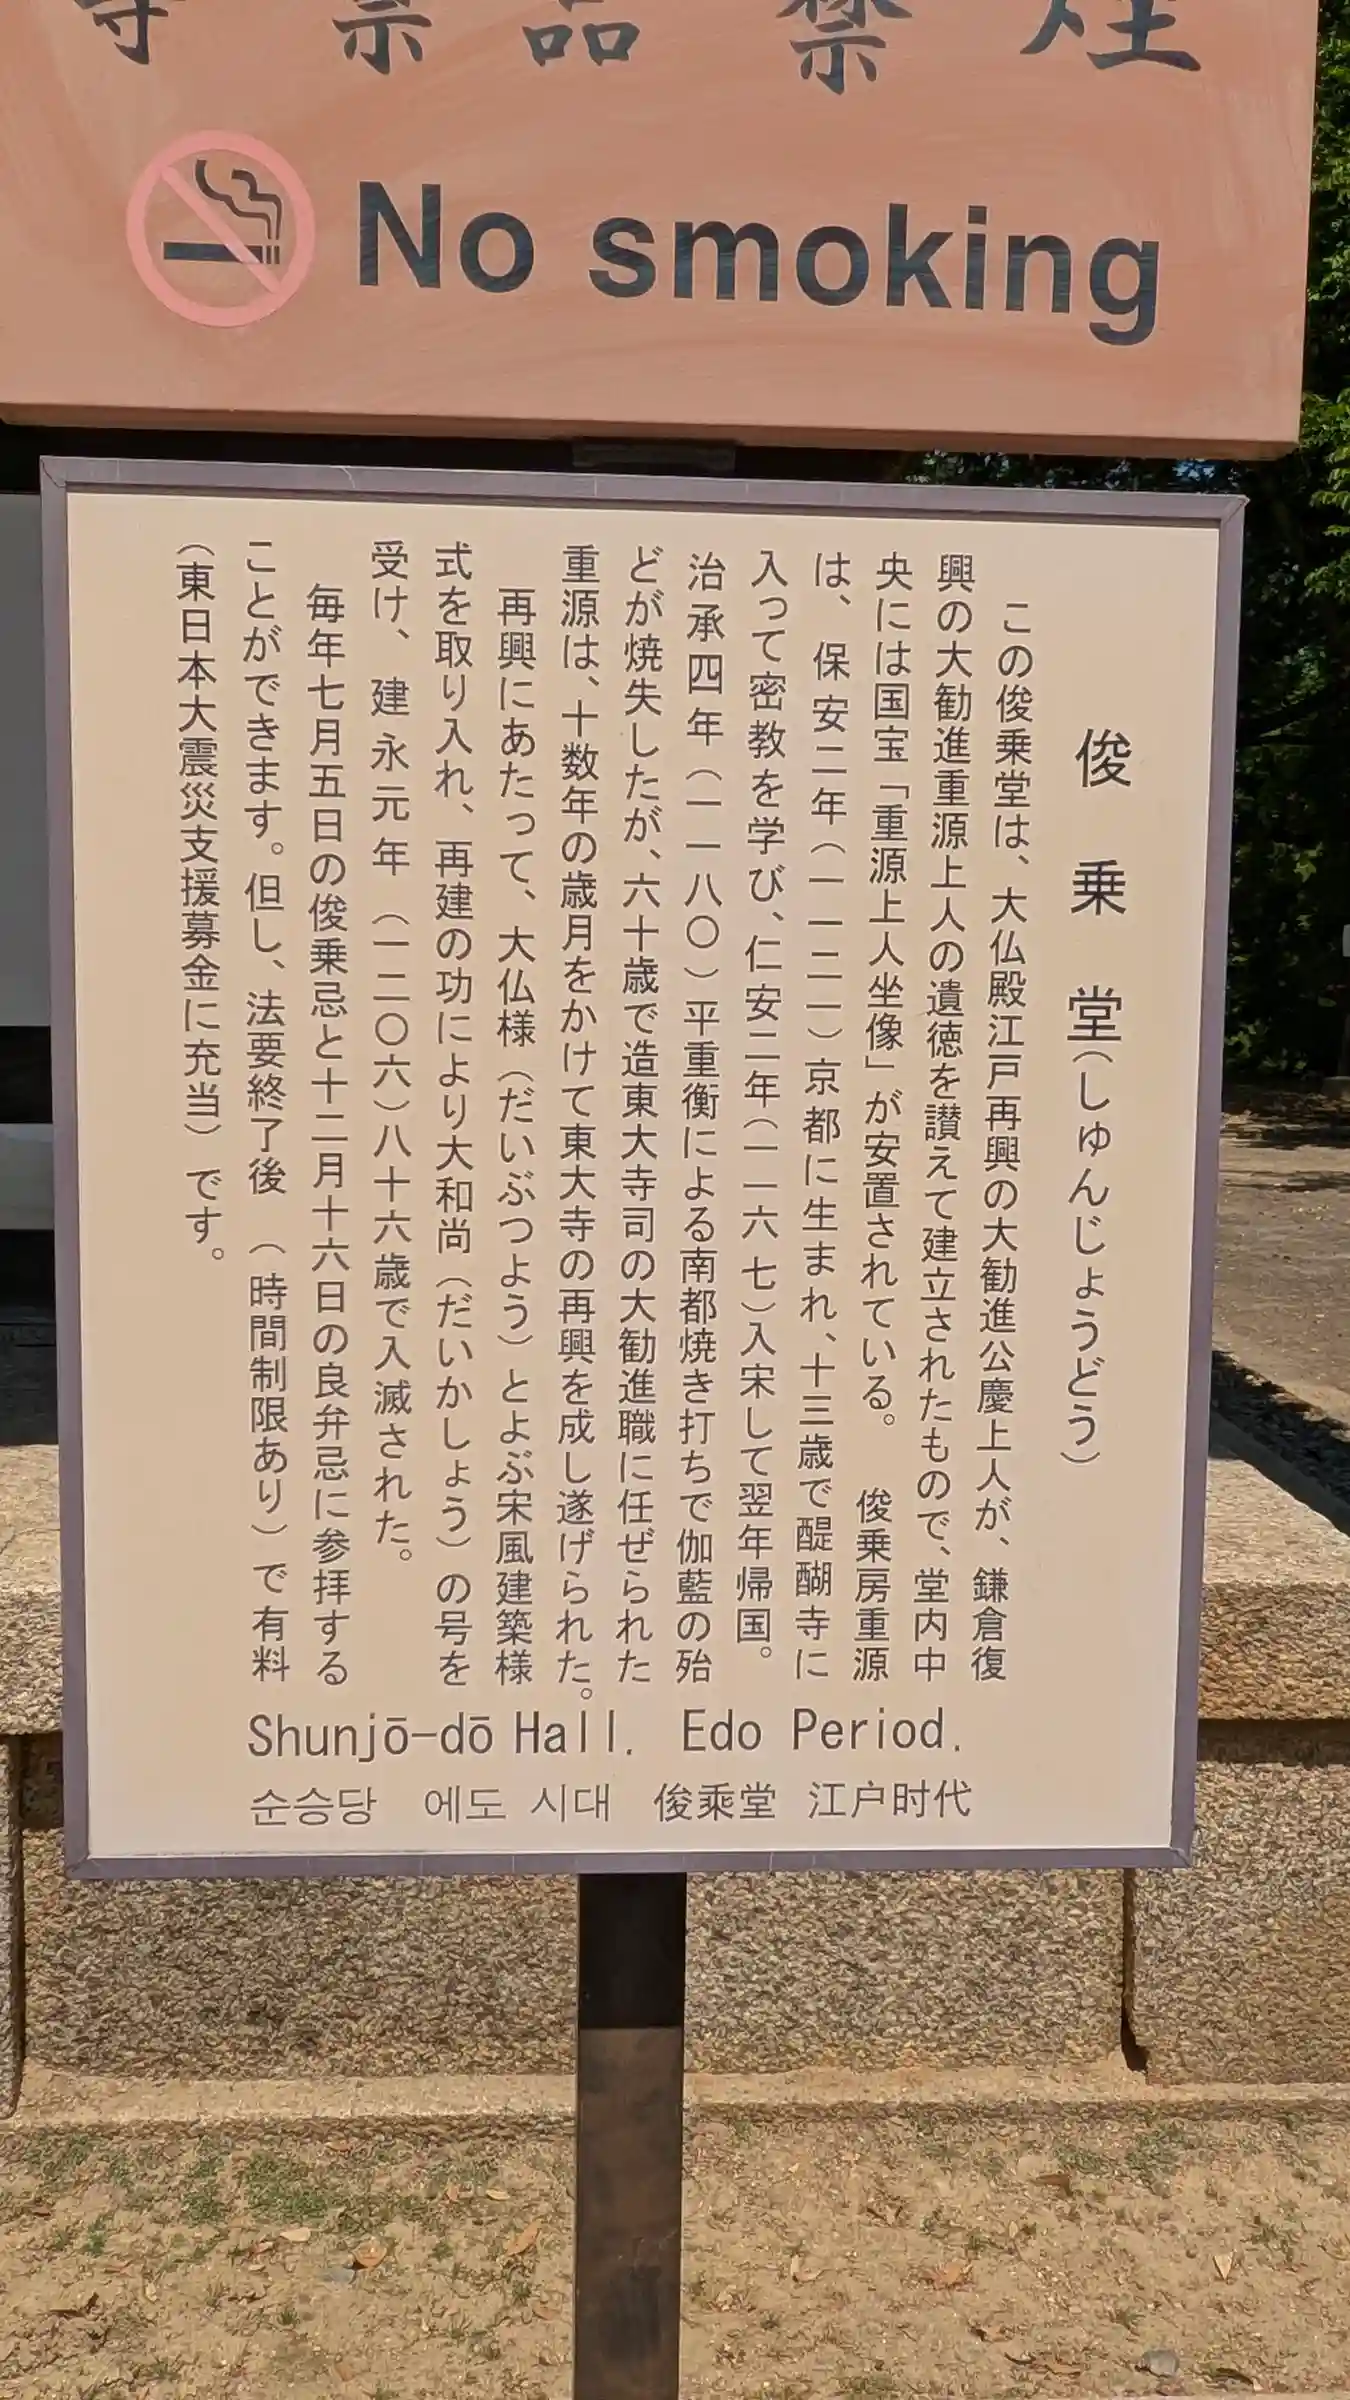 煙禁品宗寺
No smoking
俊乗堂(しゅんじょうどう)
この俊乗堂は、大仏殿江戸再興の大勧進公慶上人が、鎌倉復
興の大勧進重源上人の遺徳を讃えて建立されたもので、堂内中
央には国宝「重源上人坐像」が安置されている。　俊乗房重源
は、保安二年(一一二一)京都に生まれ、十三歳で醍醐寺に
入って密教を学び、仁安二年(一一六七)入宋して翌年帰国。
治承四年(一一八〇)平重衡による南都焼き打ちで伽藍の殆
どが焼失したが、六十歳で造東大寺司の大勧進職に任ぜられた
重源は、十数年の歳月をかけて東大寺の再興を成し遂げられた。
再興にあたって、大仏様(だいぶつよう)とよぶ宋風建築様
式を取り入れ、再建の功により大和尚(だいかしょう)の号を
受け、建永元年(一二〇六)八十六歳で入滅された。
毎年七月五日の俊乗忌と十二月十六日の良弁忌に参拝する
ことができます。但し、法要終了後(時間制限あり)で有料
(東日本大震災支援募金に充当)です。
Shunjō-dō Hall. Edo Period.
순승당 에도 시대 俊乘堂 江户时代